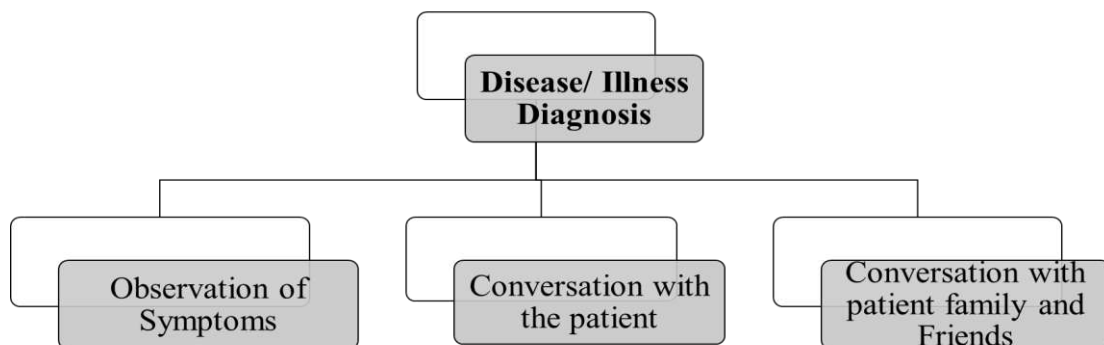 Disease/ Illness
Diagnosis
Observation of
Symptoms
Conversation with
the patient
Conversation with
patient family and
Friends